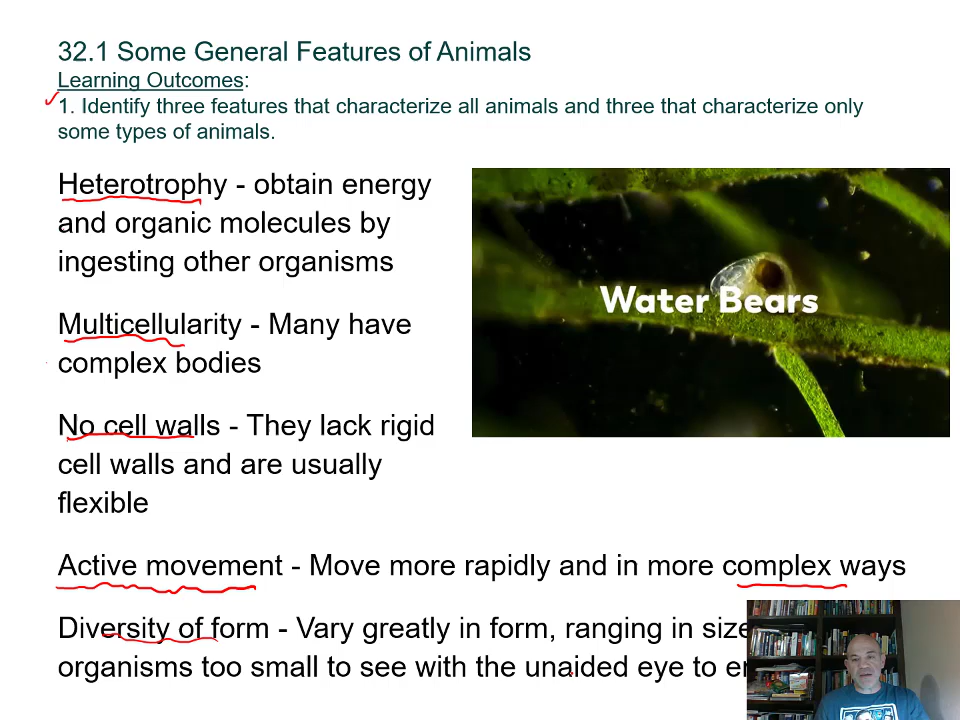 32.1 Some General Features of Animals
Learning Outcomes:
1. Identify three features that characterize all animals and three that characterize only
some types of animals.
Heterotrophy - obtain energy
and organic molecules by
ingesting other organisms
Multicellularity - Many have
complex bodies
No cell walls - They lack rigid
cell walls and are usually
flexible
Water Bears
Active movement - Move more rapidly and in more complex ways
Diversity of form - Vary greatly in form, ranging in size
organisms too small to see with the unaided eye to